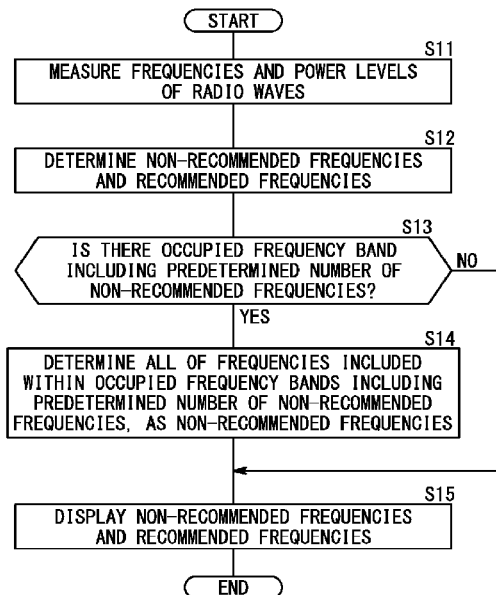 START
S11
MEASURE FREQUENCIES AND POWER LEVELS
OF RADIO WAVES
S12
DETERMINE NON-RECOMMENDED FREQUENCIES
AND RECOMMENDED FREQUENCIES
S13
IS THERE OCCUPIED FREQUENCY BAND
INCLUDING PREDETERMINED NUMBER OF
NON-RECOMMENDED FREQUENCIES?
NO
YES
S14
DETERMINE ALL OF FREQUENCIES INCLUDED
WITHIN OCCUPIED FREQUENCY BANDS INCLUDING
PREDETERMINED NUMBER OF NON-RECOMMENDED
FREQUENCIES, AS NON-RECOMMENDED FREQUENCIES
S15
DISPLAY NON-RECOMMENDED FREQUENCIES
AND RECOMMENDED FREQUENCIES
END